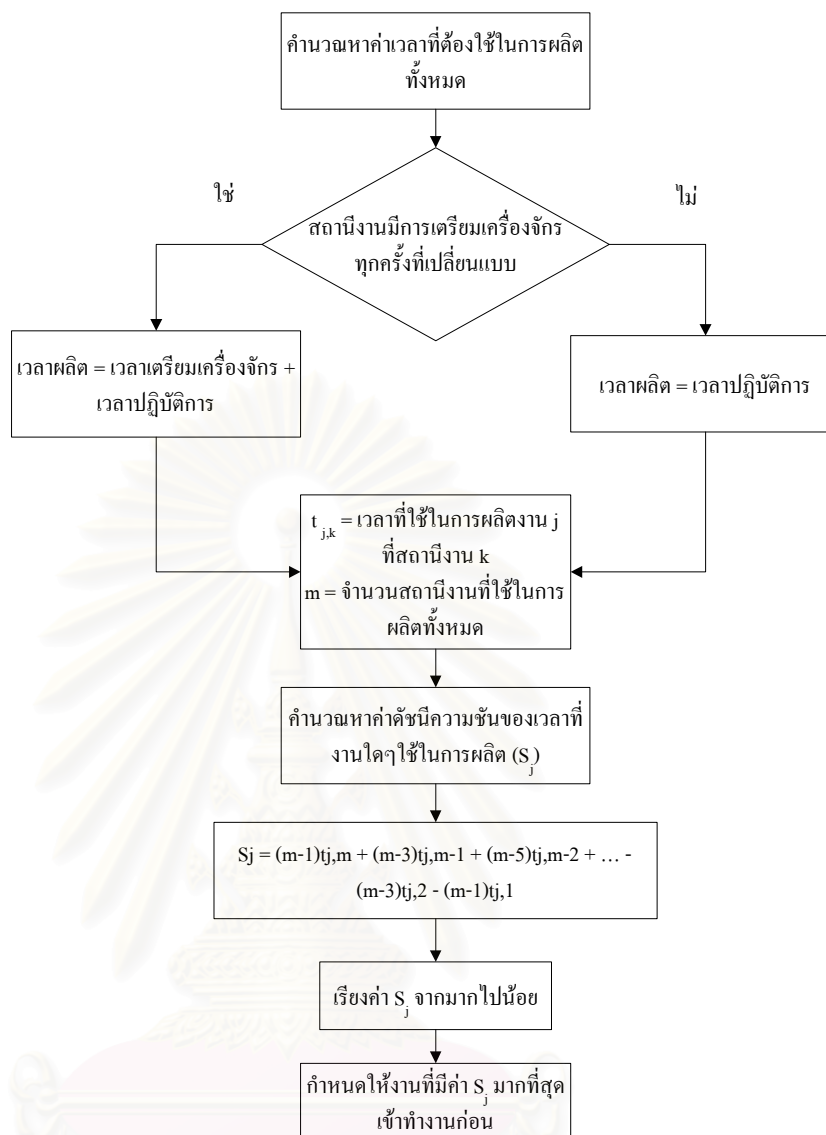 คำนวณหาค่าเวลาที่ต้องใช้ในการผลิต
ทั้งหมด
ใช่
ไม่
สถานีงานมีการเตรียมเครื่องจักร
ทุกครั้งที่เปลี่ยนแบบ
เวลาผลิต = เวลาเตรียมเครื่องจักร +
เวลาปฏิบัติการ
เวลาผลิต = เวลาปฏิบัติการ
t j,k = เวลาที่ใช้ในการผลิตงาน j
ที่สถานีงาน k
m = จำนวนสถานีงานที่ใช้ในการ
ผลิตทั้งหมด
คำนวณหาค่าดัชนีความชันของเวลาที่
งานใดๆใช้ในการผลิต (Sj)
Sj = (m-1)tj,m + (m-3)tj,m-1 + (m-5)tj,m-2 + … -
(m-3)tj,2 - (m-1)tj,1
เรียงค่า Sj จากมากไปน้อย
กำหนดให้งานที่มีค่า Sj มากที่สุด
เข้าทำงานก่อน